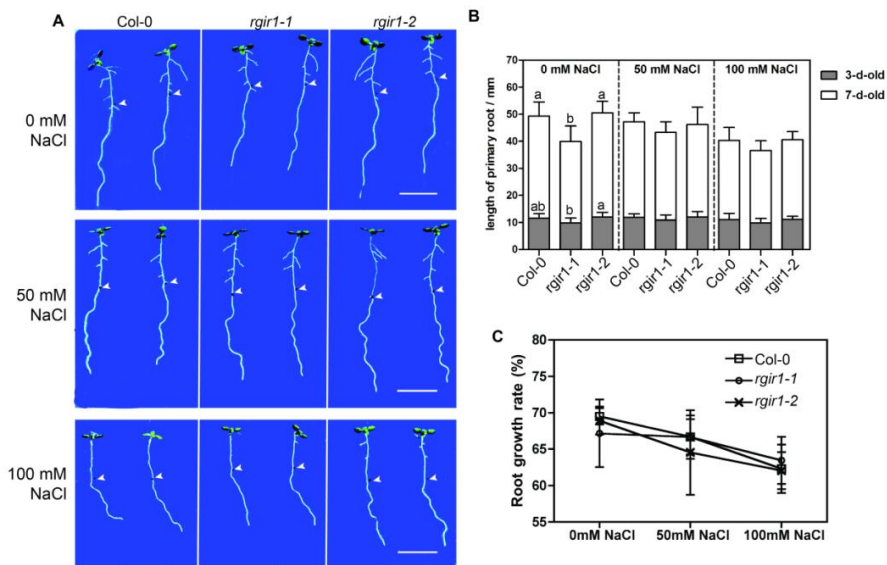 A
Col-0
rgir1-1
rgir1-2
0 mM
NaCl
50 mM
NaCl
100 mM
NaCl
B
0 mM NaCl
50 mM NaCl
100 mM NaCl
3-d-old
7-d-old
length of primary root / mm
70
60
50
40
30
20
10
0
a
b
a
ab
b
a
Col-0
rgir1-1
rgir1-2
Col-0
rgir1-1
rgir1-2
Col-0
rgir1-1
rgir1-2
C
Root growth rate (%)
80
75
70
65
60
55
Col-0
rgir1-1
rgir1-2
0mM NaCl
50mM NaCl
100mM NaCl